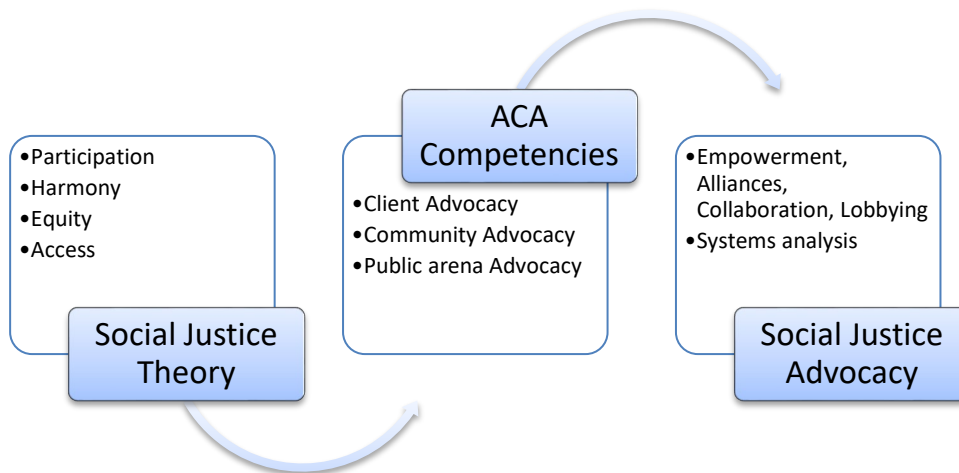 •Participation
•Harmony
•Equity
•Access
Social Justice
Theory
ACA
Competencies
•Client Advocacy
•Community Advocacy
•Public arena Advocacy
•Empowerment,
Alliances,
Collaboration, Lobbying
•Systems analysis
Social Justice
Advocacy